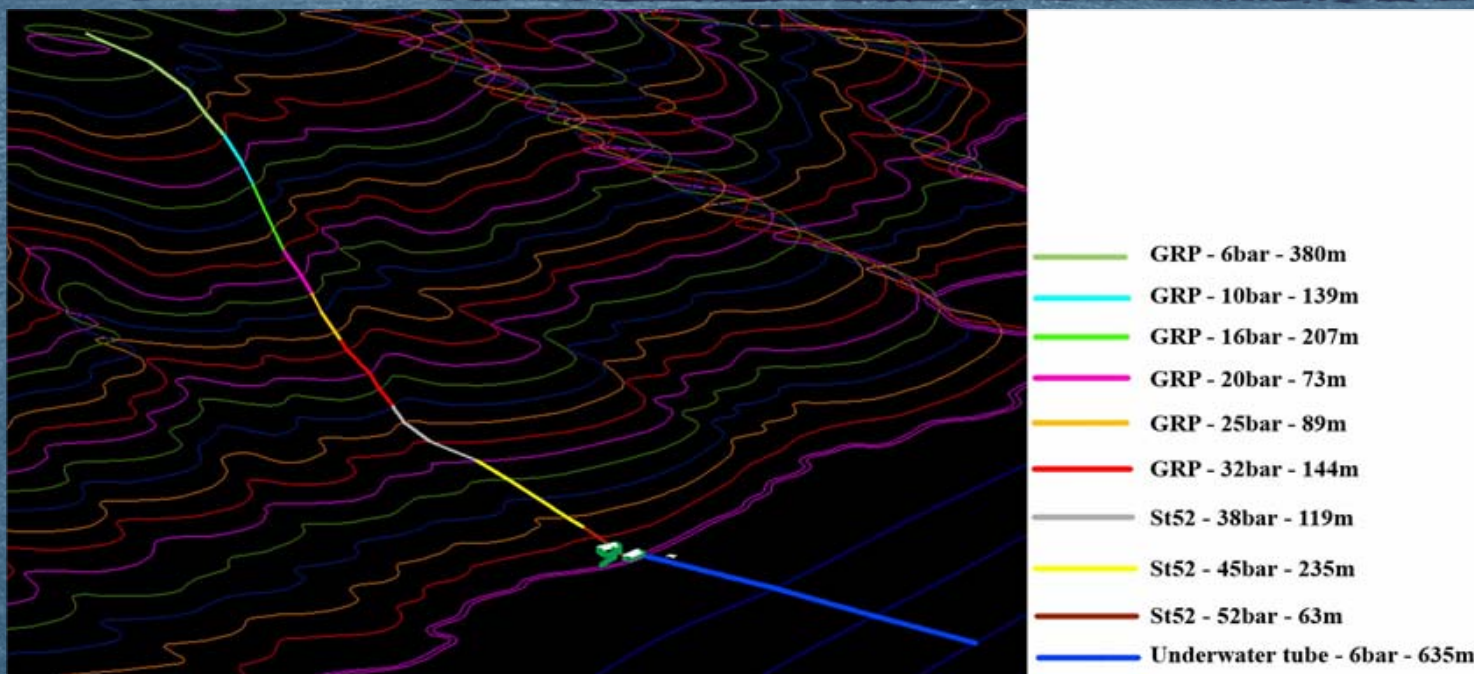 GRP - 6bar - 380m
GRP - 10bar - 139m
GRP - 16bar - 207m
GRP - 20bar - 73m
GRP - 25bar - 89m
GRP - 32bar - 144m
St52 - 38bar - 119m
St52 - 45bar - 235m
St52 - 52bar - 63m
Underwater tube - 6bar - 635m